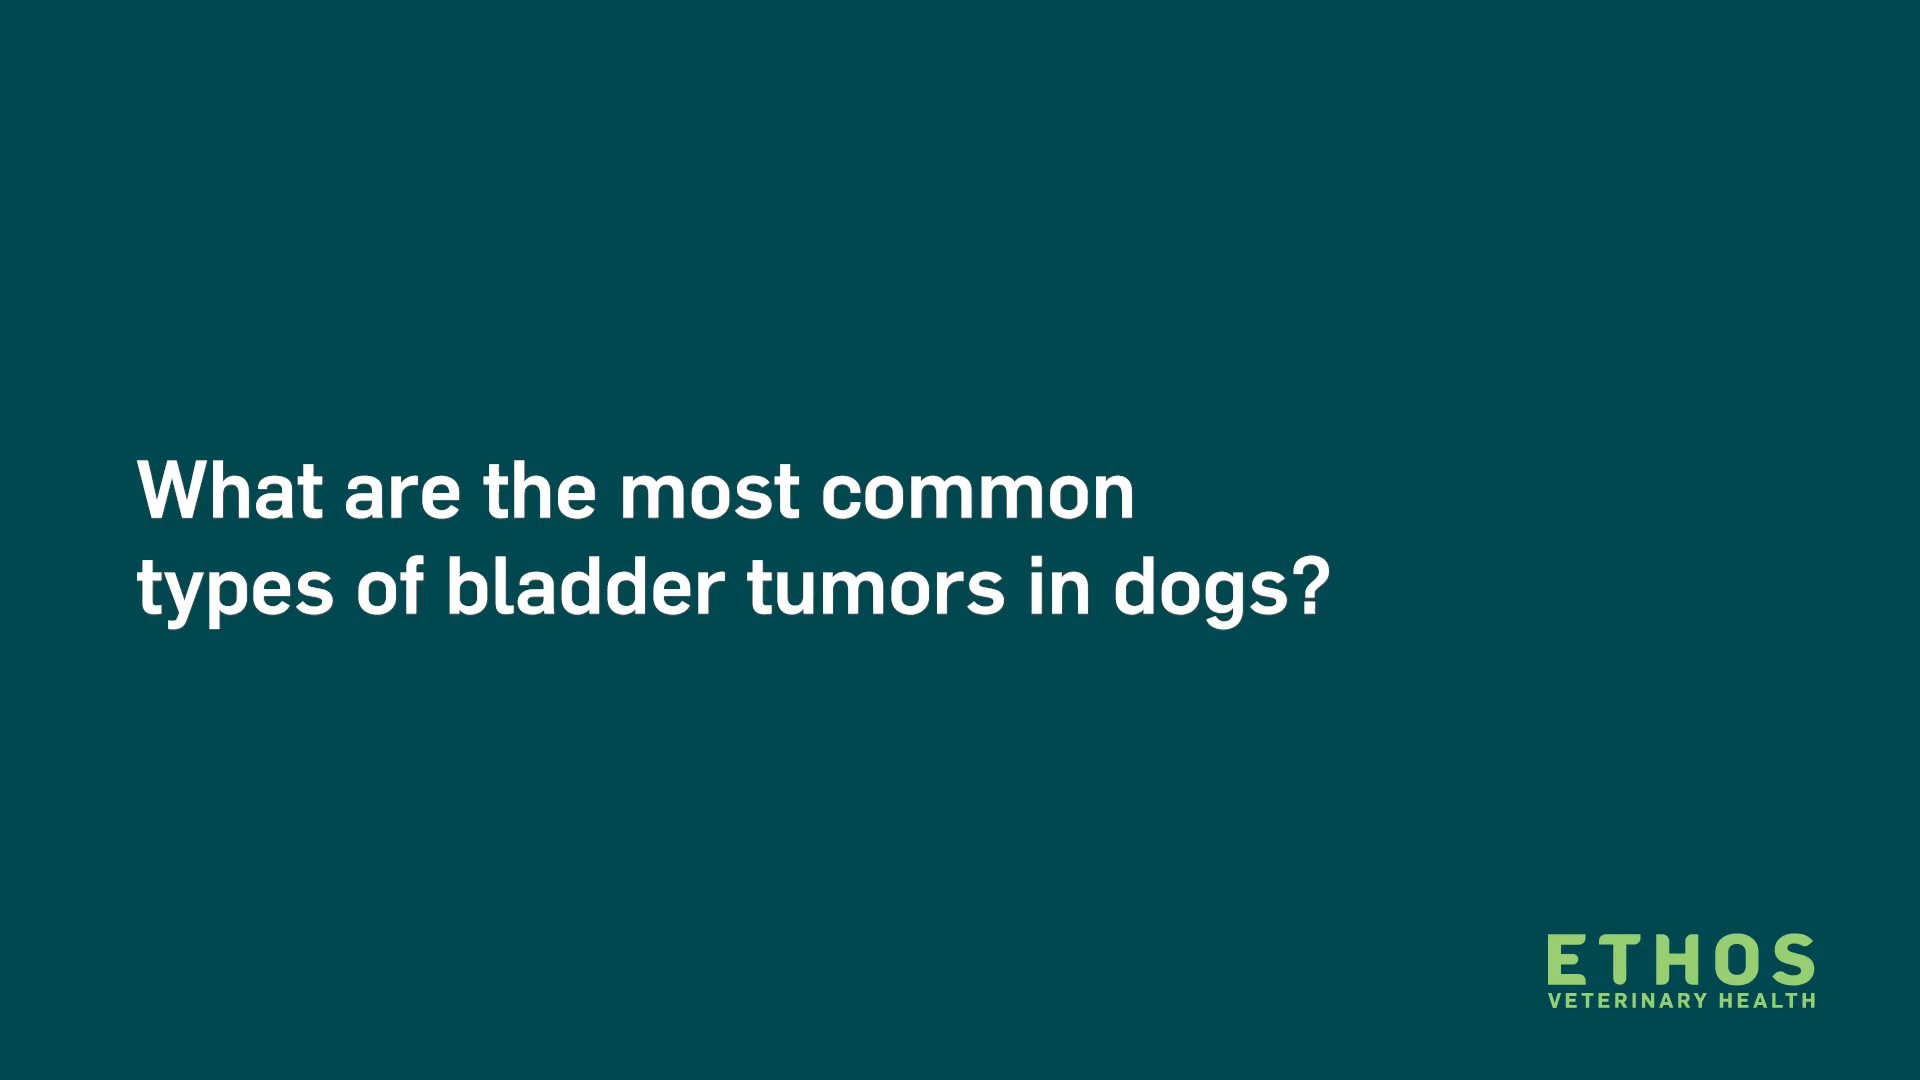 What are the most common
types of bladder tumors in dogs?
ETHOS
VETERINARY HEALTH